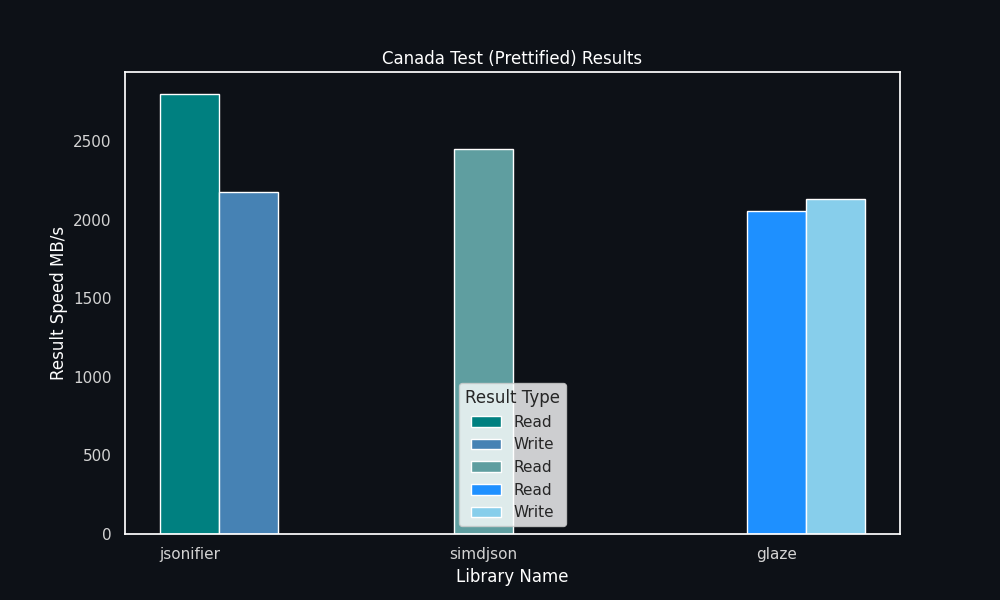 Canada Test (Prettified) Results
Result Speed MB/s
2500
2000
1500
1000
500
0
Result Type
Read
Write
Read
Read
Write
jsonifier
simdjson
glaze
Library Name